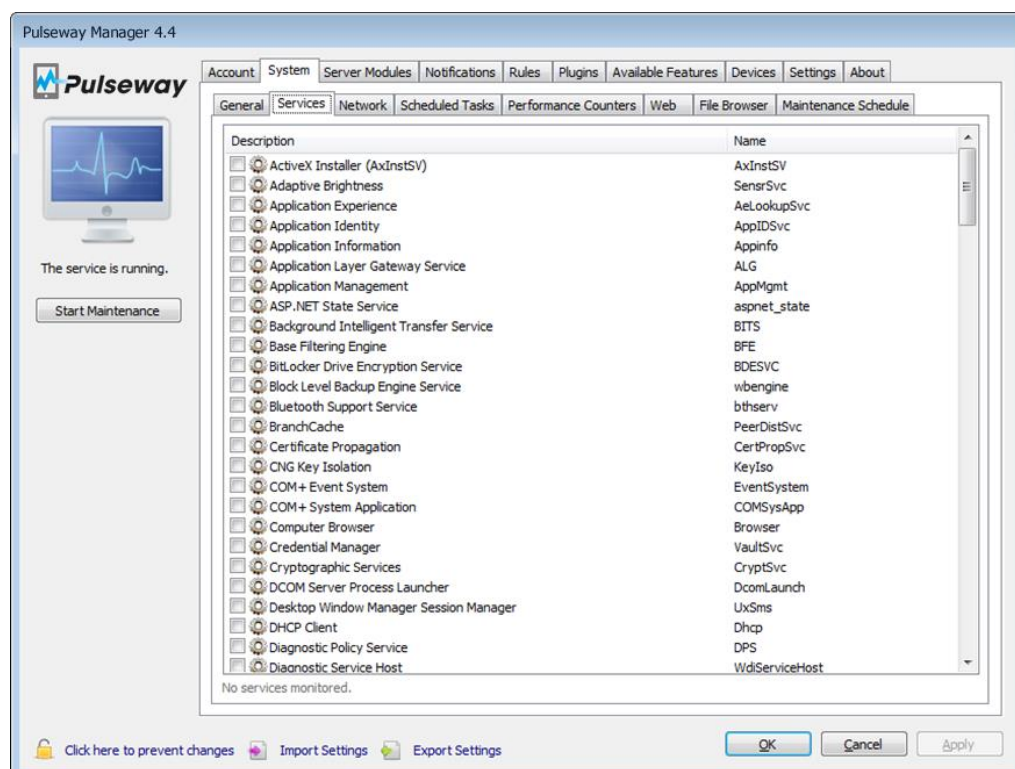 Pulseway Manager 4.4
Pulseway
Account System Server Modules Notifications Rules Plugins Available Features Devices Settings About
General Services Network Scheduled Tasks Performance Counters Web File Browser Maintenance Schedule
Description Name
ActiveX Installer (AxInstSV) AxInstSV
Adaptive Brightness SensrSvc
Application Experience AeLookupSvc
Application Identity AppIDSvc
Application Information Appinfo
The service is running.
Application Layer Gateway Service ALG
Application Management AppMgmt
Start Maintenance
ASP.NET State Service aspnet_state
Background Intelligent Transfer Service BITS
Base Filtering Engine BFE
BitLocker Drive Encryption Service BDESVC
Block Level Backup Engine Service wbengine
Bluetooth Support Service bthserv
BranchCache PeerDistSvc
Certificate Propagation CertPropSvc
CNG Key Isolation KeyIso
COM+ Event System EventSystem
COM+ System Application COMSysApp
Computer Browser Browser
Credential Manager VaultSvc
Cryptographic Services CryptSvc
DCOM Server Process Launcher DcomLaunch
Desktop Window Manager Session Manager UxSms
DHCP Client Dhcp
Diagnostic Policy Service DPS
Diagnostic Service Host WdiServiceHost
No services monitored.
Click here to prevent changes Import Settings Export Settings OK Cancel Apply